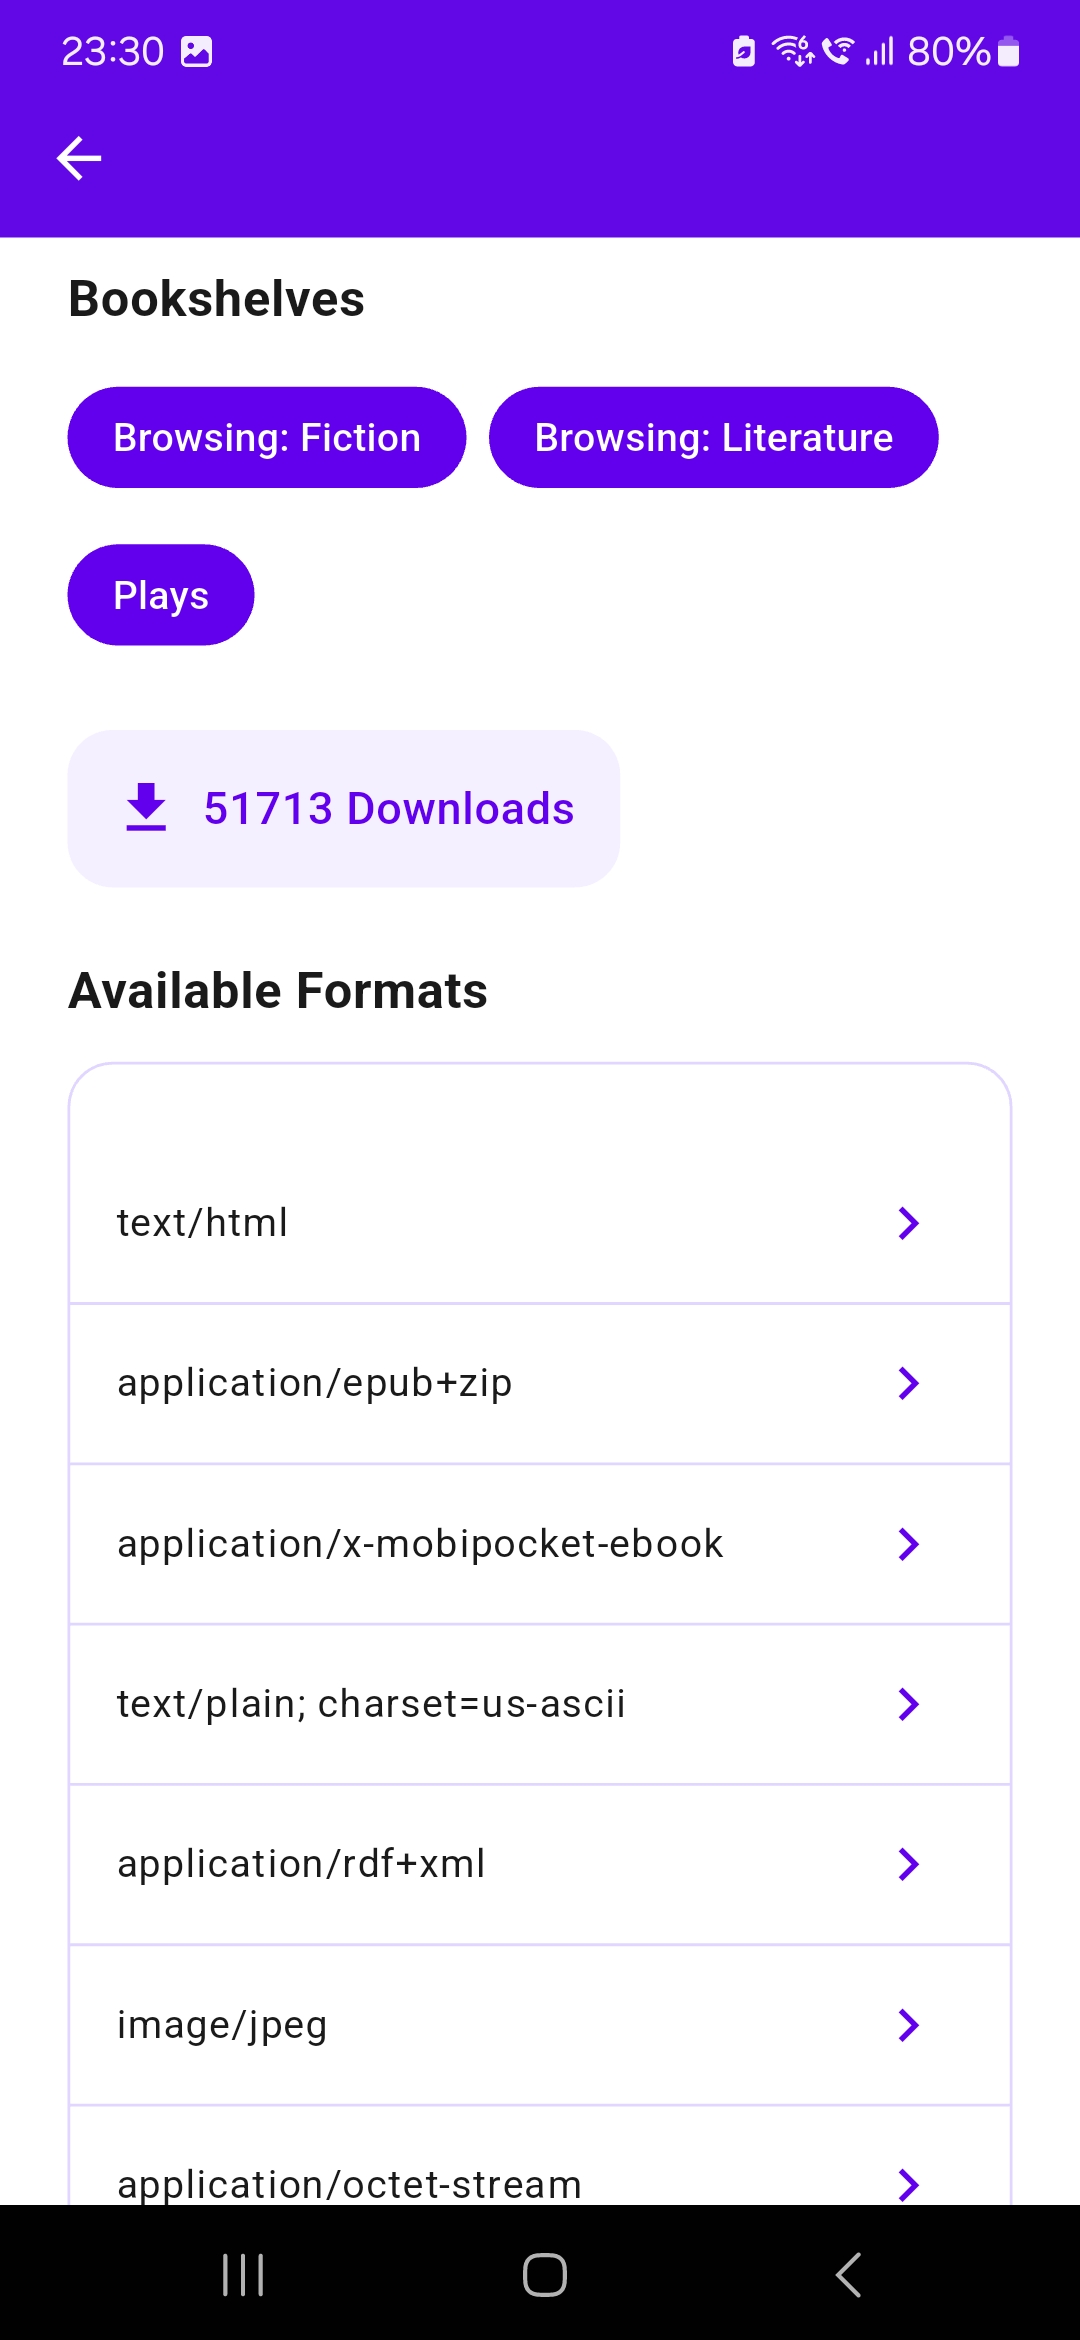 23:30 80%
Bookshelves
Browsing: Fiction Browsing: Literature
Plays
51713 Downloads
Available Formats
text/html
application/epub+zip
application/x-mobipocket-ebook
text/plain; charset=us-ascii
application/rdf+xml
image/jpeg
application/octet-stream